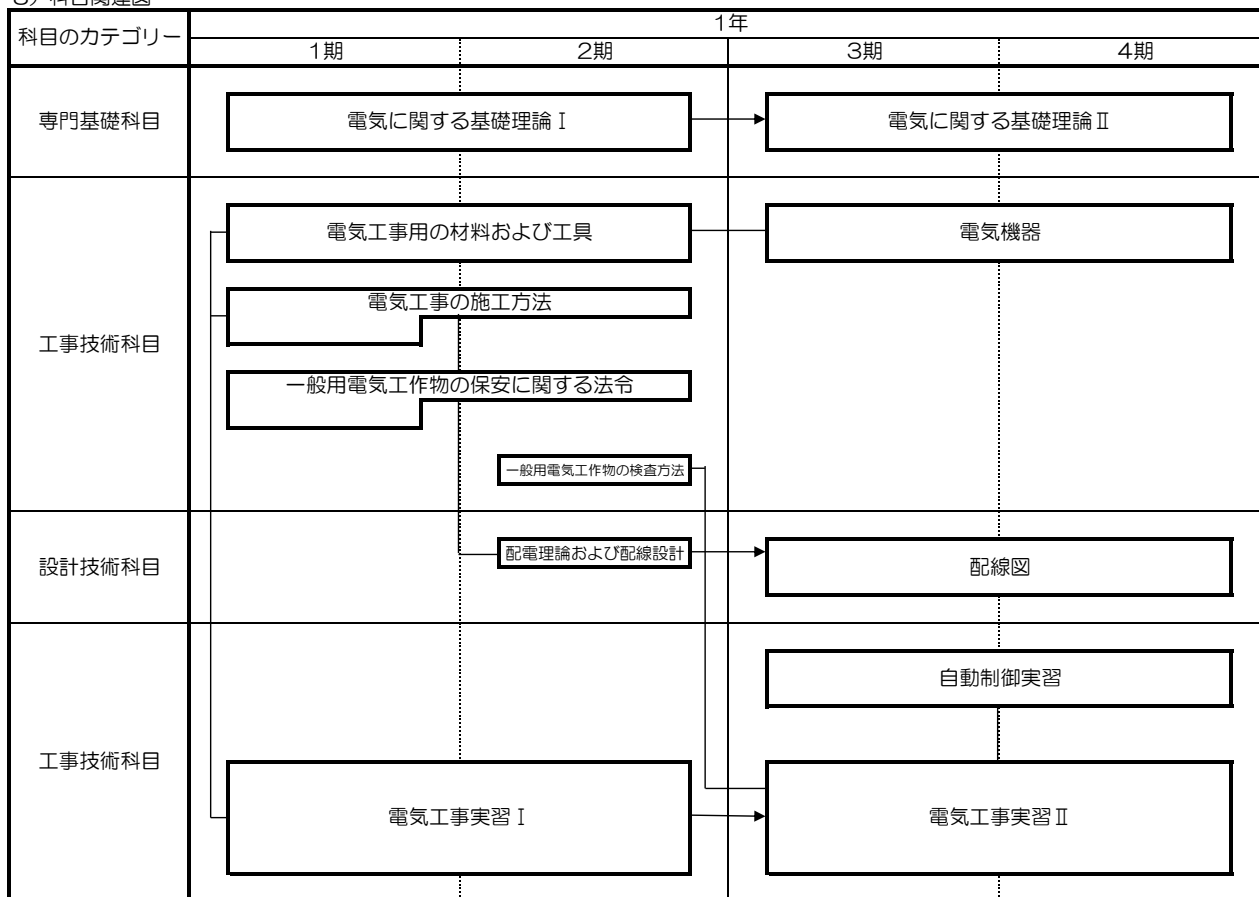 科目関連図
科目のカテゴリー
1年
1期
2期
3期
4期
専門基礎科目
電気に関する基礎理論Ⅰ
電気に関する基礎理論Ⅱ
工事技術科目
電気工事用の材料および工具
電気機器
電気工事の施工方法
一般用電気工作物の保安に関する法令
一般用電気工作物の検査方法
設計技術科目
配電理論および配線設計
配線図
工事技術科目
自動制御実習
電気工事実習Ⅰ
電気工事実習Ⅱ